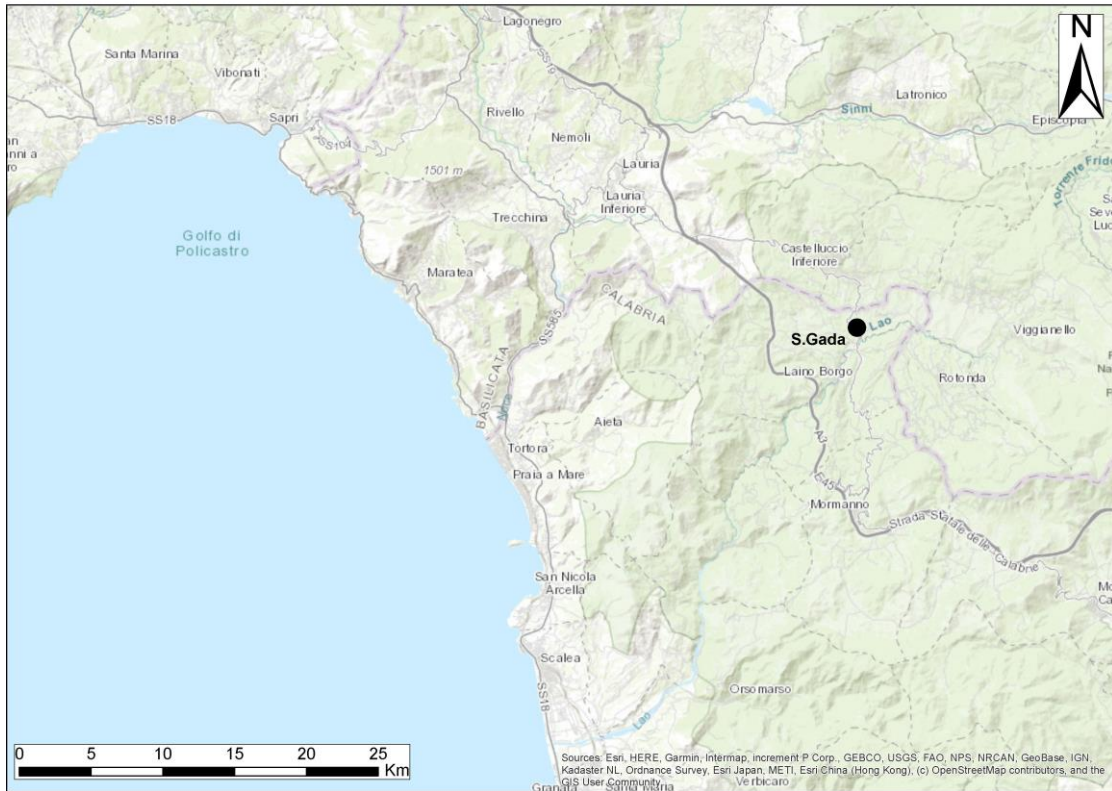 Lagonegro
N
Santa Marina
SS19
Vibonati
Latronico
Rivello
Sinni
SS18
Sapri
Episcopia
Nemoli
SS104
Lauria
1501 m
Lauria
Inferiore
Trecchina
Golfo di
Policastro
Castelluccio
Inferiore
Maratea
CALABRIA
SS585
S.Gada
Lao
Viggianello
Laino Borgo
Rotonda
BASILICATA
Noce
Aieta
A3
Tortora
Praia a Mare
E45
Mormanno
Strada Statale delle Calabrie
San Nicola
Arcella
Scalea
SS18
Orsomarso
Lao
0 5 10 15 20 25
Km
Sources: Esri, HERE, Garmin, Intermap, increment P Corp., GEBCO, USGS, FAO, NPS, NRCAN, GeoBase, IGN,
Kadaster NL, Ordnance Survey, Esri Japan, METI, Esri China (Hong Kong), (c) OpenStreetMap contributors, and the
GIS User Community
Verbicaro